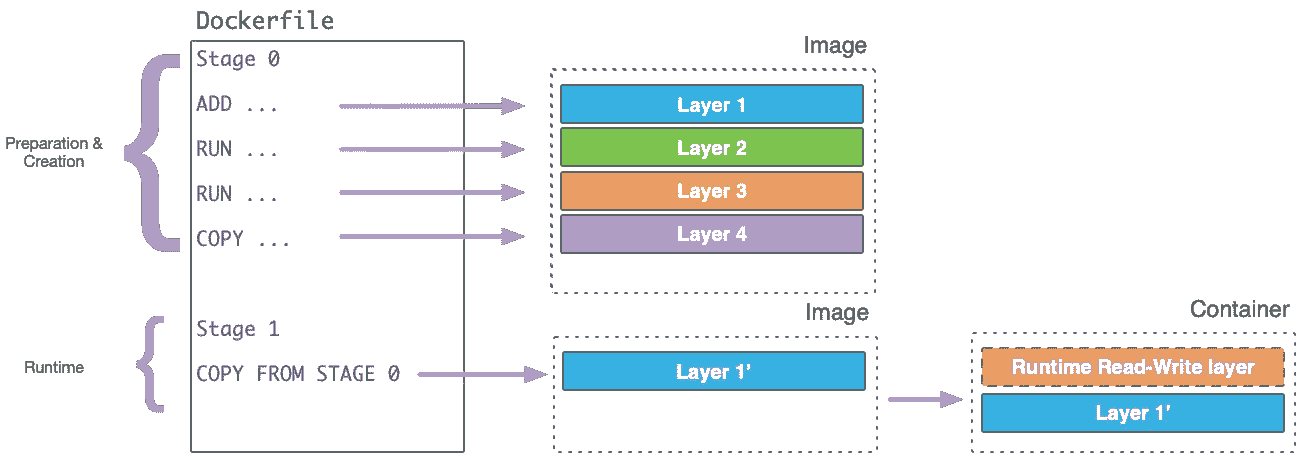 Dockerfile
Stage 0
ADD ...
RUN ...
RUN ...
COPY ...
Preparation &
Creation
Image
Layer 1
Layer 2
Layer 3
Layer 4
Stage 1
COPY FROM STAGE 0
Runtime
Image
Layer 1′
Container
Runtime Read-Write layer
Layer 1′